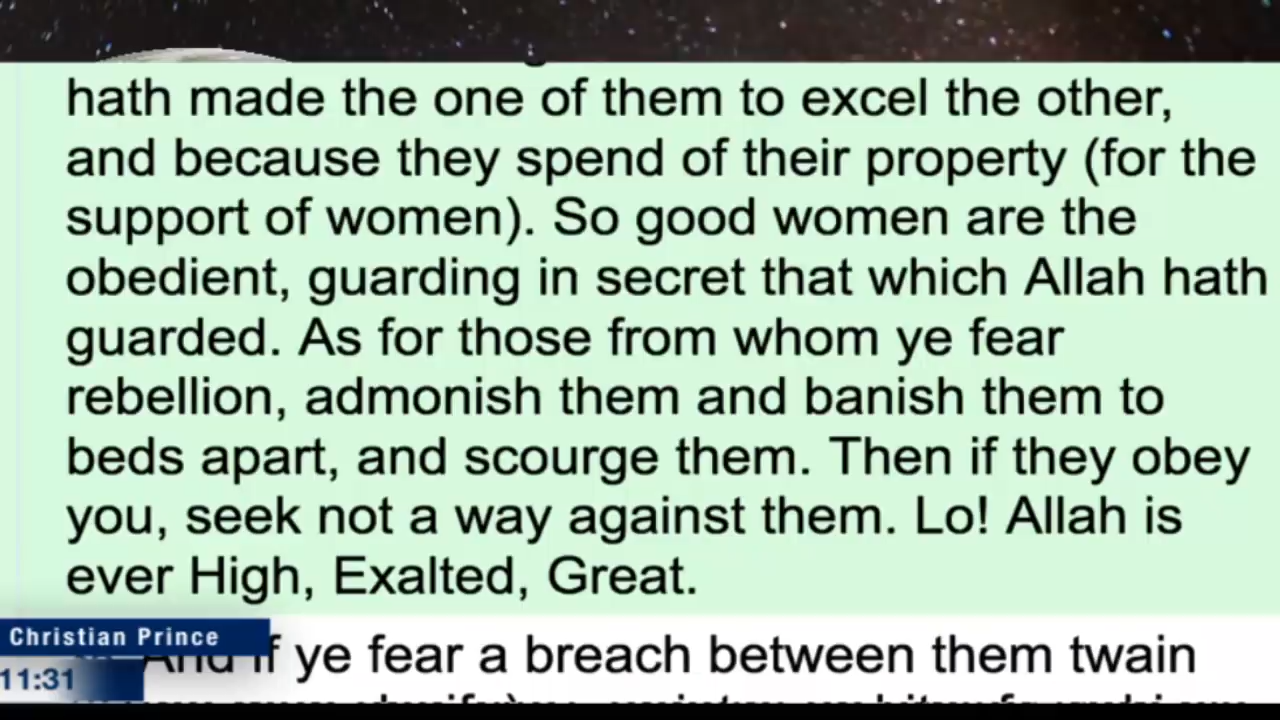 hath made the one of them to excel the other,
and because they spend of their property (for the
support of women). So good women are the
obedient, guarding in secret that which Allah hath
guarded. As for those from whom ye fear
rebellion, admonish them and banish them to
beds apart, and scourge them. Then if they obey
you, seek not a way against them. Lo! Allah is
ever High, Exalted, Great.
Christian Prince
And if ye fear a breach between them twain
11:31